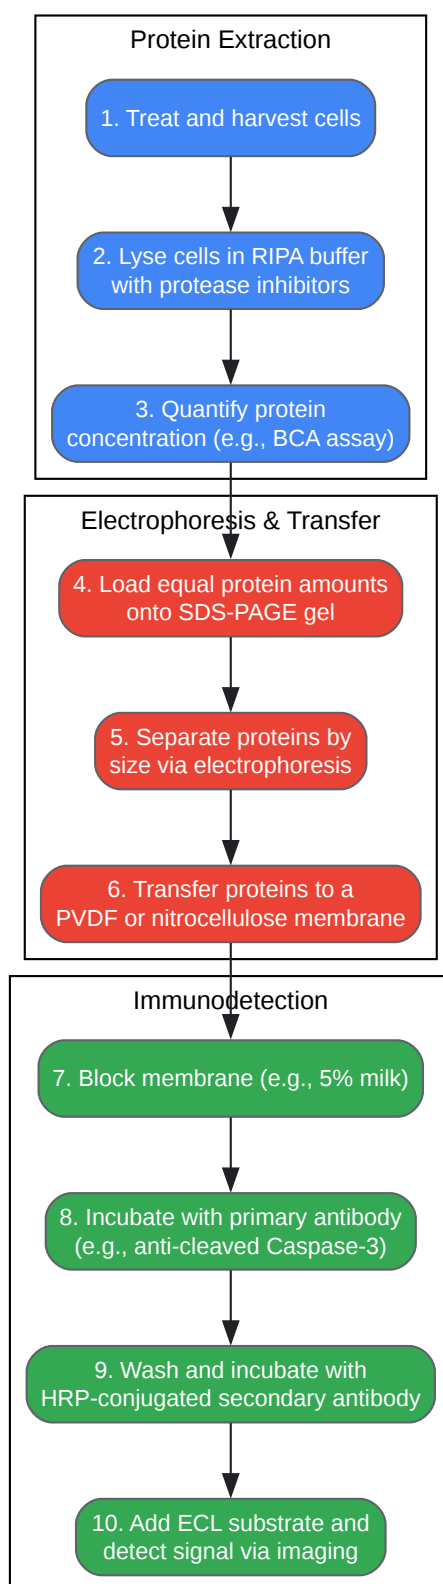 Protein Extraction
1. Treat and harvest cells
2. Lyse cells in RIPA buffer
with protease inhibitors
3. Quantify protein
concentration (e.g., BCA assay)
Electrophoresis & Transfer
4. Load equal protein amounts
onto SDS-PAGE gel
5. Separate proteins by
size via electrophoresis
6. Transfer proteins to a
PVDF or nitrocellulose membrane
Immunodetection
7. Block membrane (e.g., 5% milk)
8. Incubate with primary antibody
(e.g., anti-cleaved Caspase-3)
9. Wash and incubate with
HRP-conjugated secondary antibody
10. Add ECL substrate and
detect signal via imaging